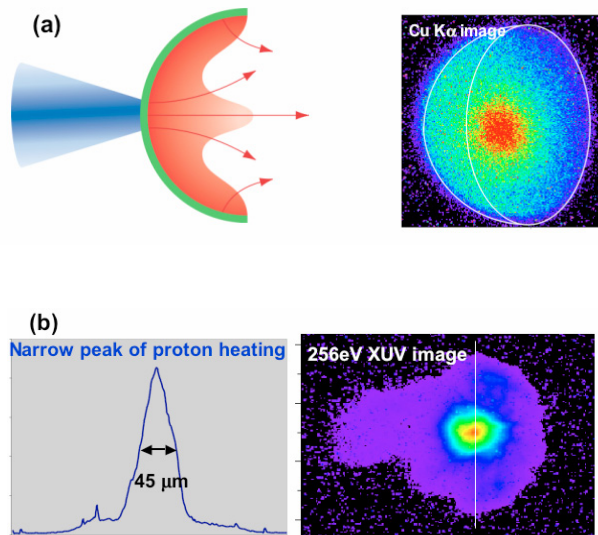 (a)
Cu Kα image
(b)
Narrow peak of proton heating
256eV XUV image
45 μm